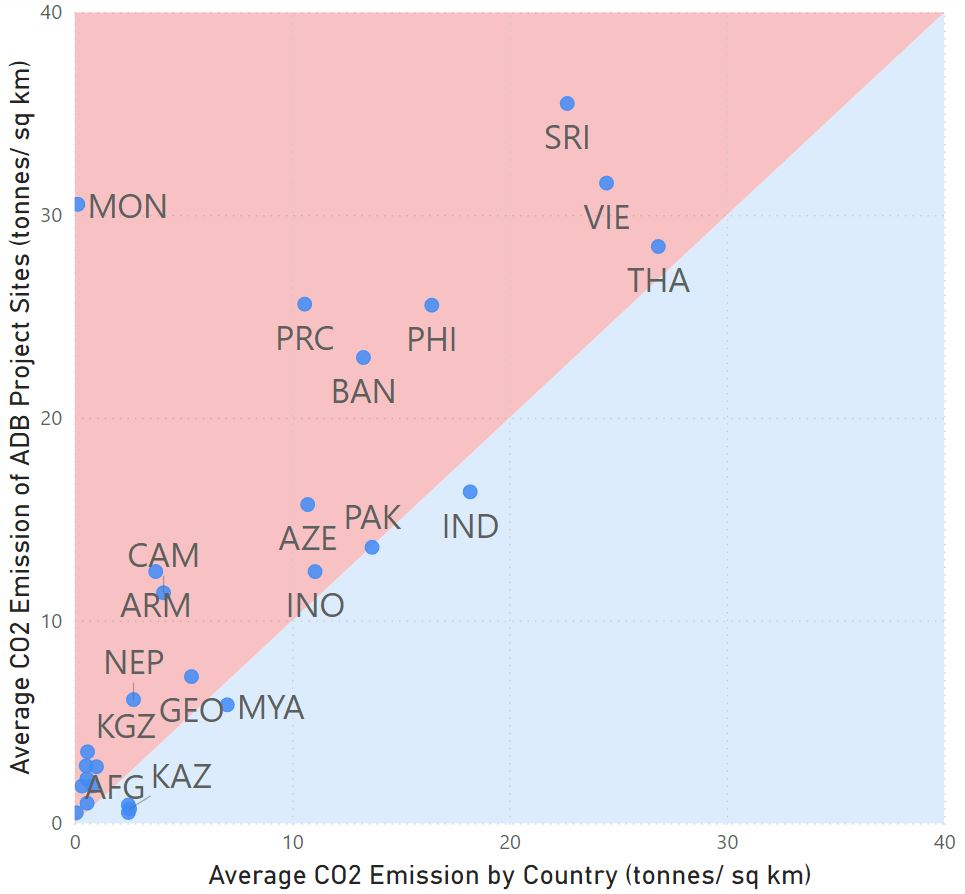 40
SRI
MON
30
VIE
THA
PRC
PHI
BAN
20
PAK
IND
AZE
CAM
ARM
INO
10
NEP
GEO
MYA
KGZ
KAZ
AFG
0
0
10
20
30
40
Average CO2 Emission of ADB Project Sites (tonnes/ sq km)
Average CO2 Emission by Country (tonnes/ sq km)